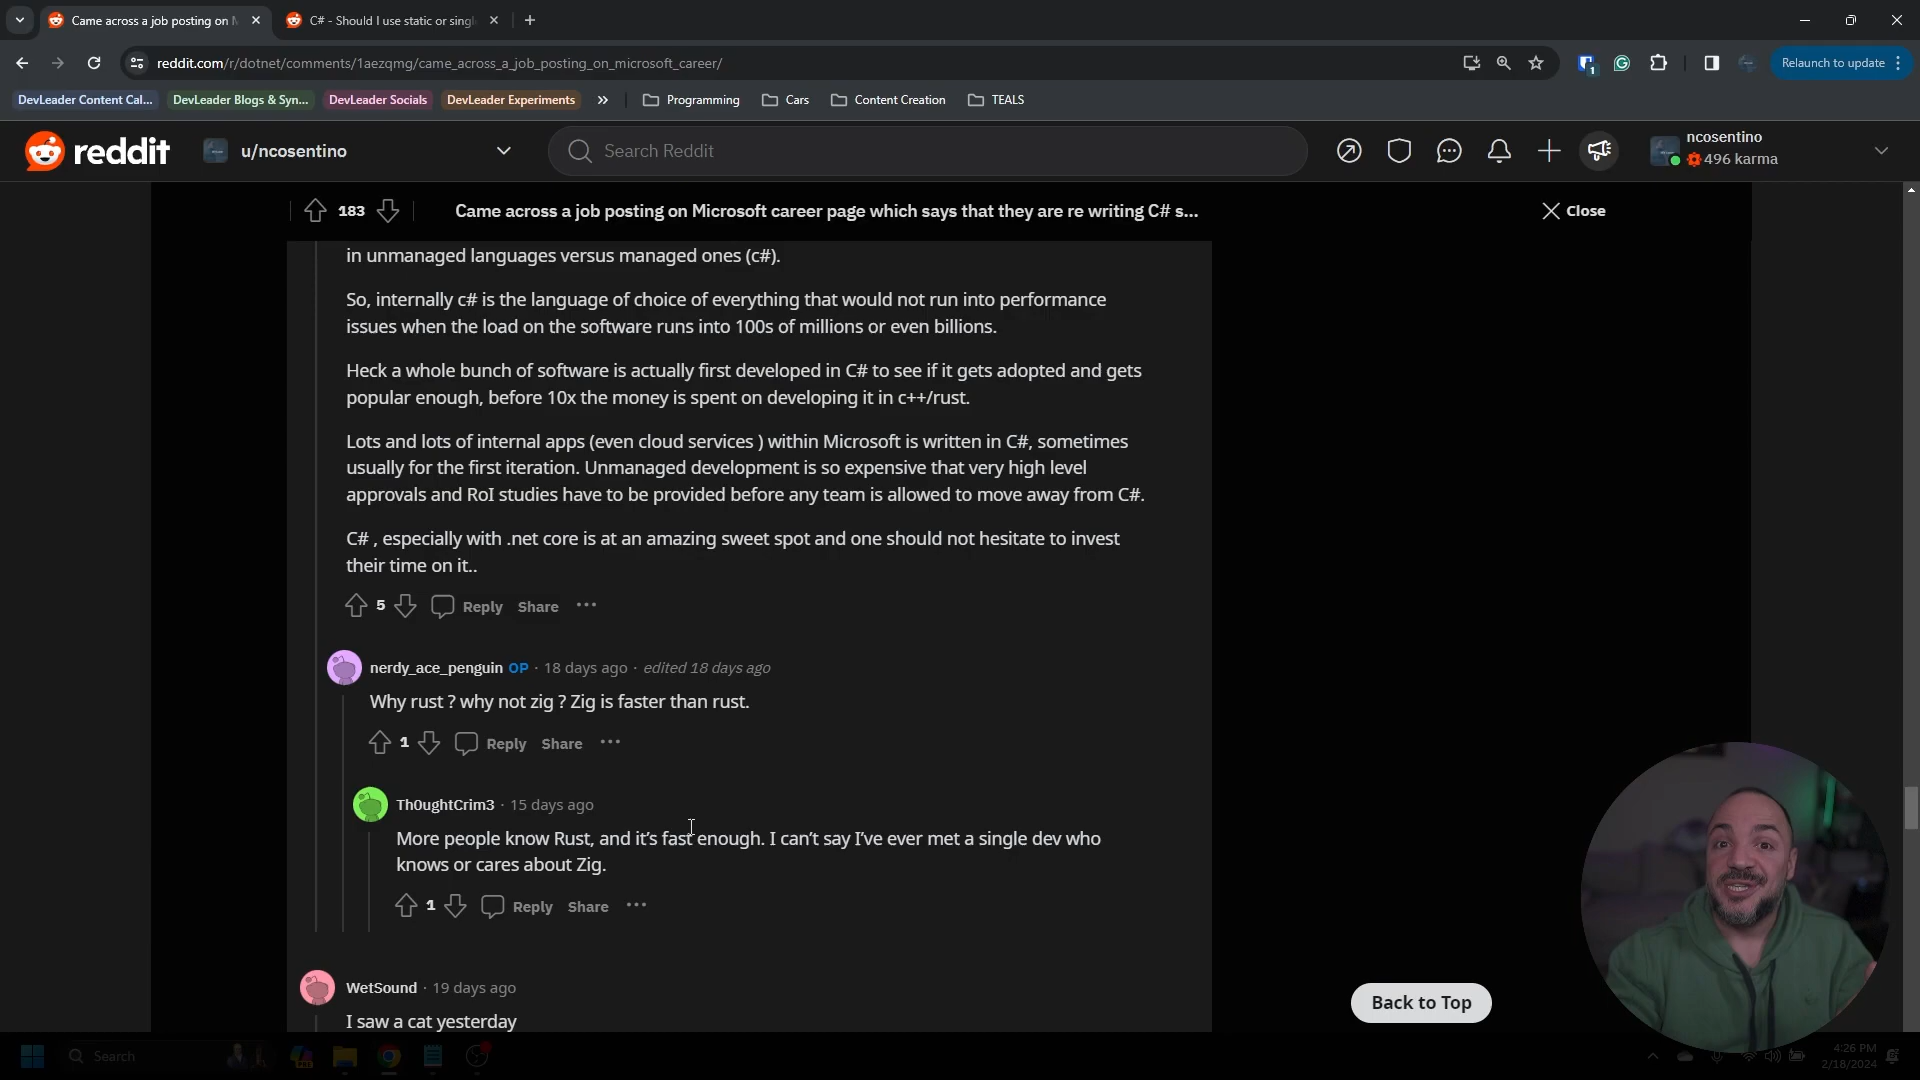 Came across a job posting on M
C# - Should I use static or singl
reddit.com/r/dotnet/comments/1aezqmg/came_across_a_job_posting_on_microsoft_career/
1
Relaunch to update
DevLeader Content Cal...
DevLeader Blogs & Syn...
DevLeader Socials
DevLeader Experiments
»
Programming
Cars
Content Creation
TEALS
reddit
u/ncosentino
Search Reddit
ncosentino
496 karma
183
Came across a job posting on Microsoft career page which says that they are re writing C# s...
Close
in unmanaged languages versus managed ones (c#).
So, internally c# is the language of choice of everything that would not run into performance
issues when the load on the software runs into 100s of millions or even billions.
Heck a whole bunch of software is actually first developed in C# to see if it gets adopted and gets
popular enough, before 10x the money is spent on developing it in c++/rust.
Lots and lots of internal apps (even cloud services ) within Microsoft is written in C#, sometimes
usually for the first iteration. Unmanaged development is so expensive that very high level
approvals and RoI studies have to be provided before any team is allowed to move away from C#.
C# , especially with .net core is at an amazing sweet spot and one should not hesitate to invest
their time on it..
5 Reply Share ...
nerdy_ace_penguin OP · 18 days ago · edited 18 days ago
Why rust ? why not zig ? Zig is faster than rust.
1 Reply Share ...
Th0ughtCrim3 · 15 days ago
More people know Rust, and it's fast enough. I can't say I've ever met a single dev who
knows or cares about Zig.
1 Reply Share ...
WetSound · 19 days ago
I saw a cat yesterday
Back to Top
Search
4:26 PM
2/18/2024